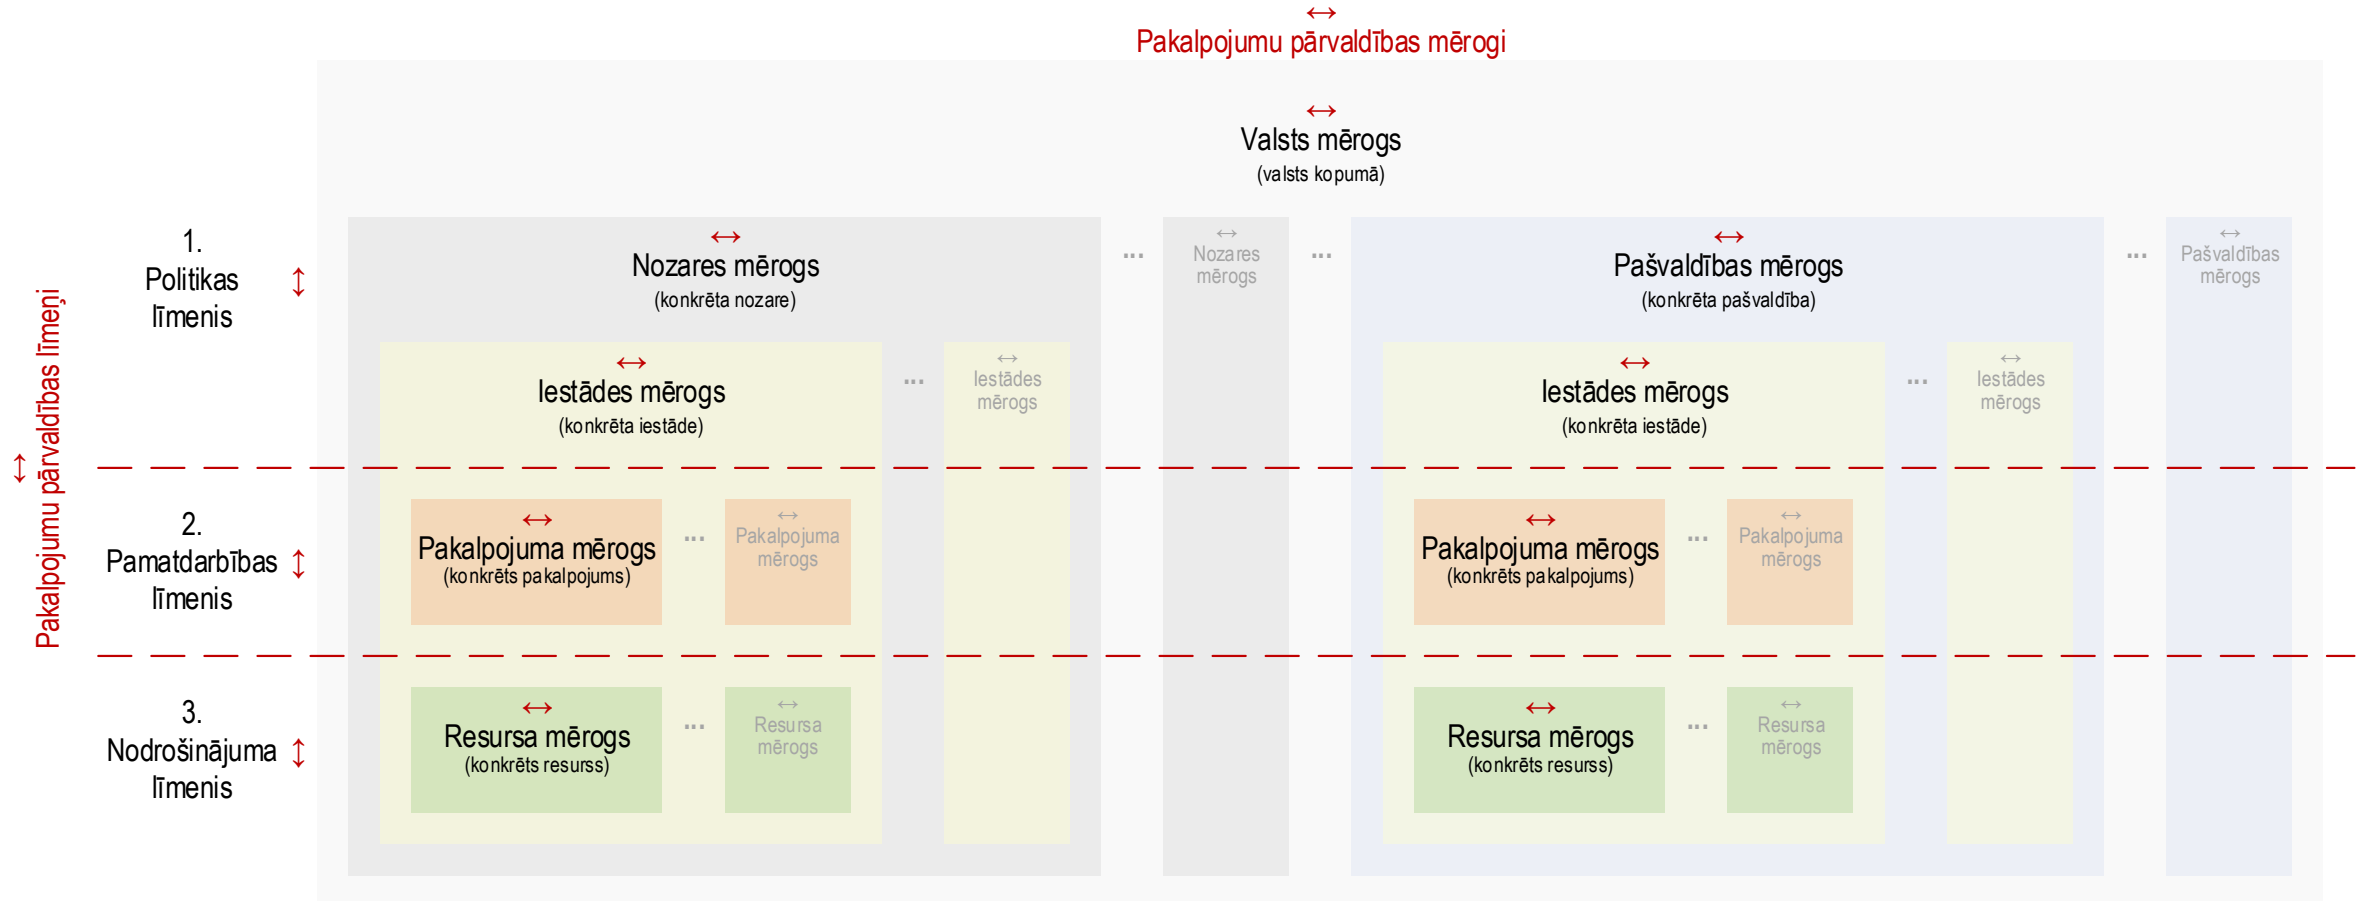 ↔
Pakalpojumu pārvaldības mērogi
↔
Valsts mērogs
(valsts kopumā)
Pakalpojumu pārvaldības līmeņi
↔
1.
Politikas
līmenis
↕
↔
Nozares mērogs
(konkrēta nozare)
...
↔
Nozares
mērogs
...
↔
Pašvaldības mērogs
(konkrēta pašvaldība)
...
↔
Pašvaldības
mērogs
↔
Iestādes mērogs
(konkrēta iestāde)
...
↔
Iestādes
mērogs
↔
Iestādes mērogs
(konkrēta iestāde)
...
↔
Iestādes
mērogs
2.
Pamatdarbības
līmenis
↕
↔
Pakalpojuma mērogs
(konkrēts pakalpojums)
...
↔
Pakalpojuma
mērogs
↔
Pakalpojuma mērogs
(konkrēts pakalpojums)
...
↔
Pakalpojuma
mērogs
3.
Nodrošinājuma
līmenis
↕
↔
Resursa mērogs
(konkrēts resurss)
...
↔
Resursa
mērogs
↔
Resursa mērogs
(konkrēts resurss)
...
↔
Resursa
mērogs